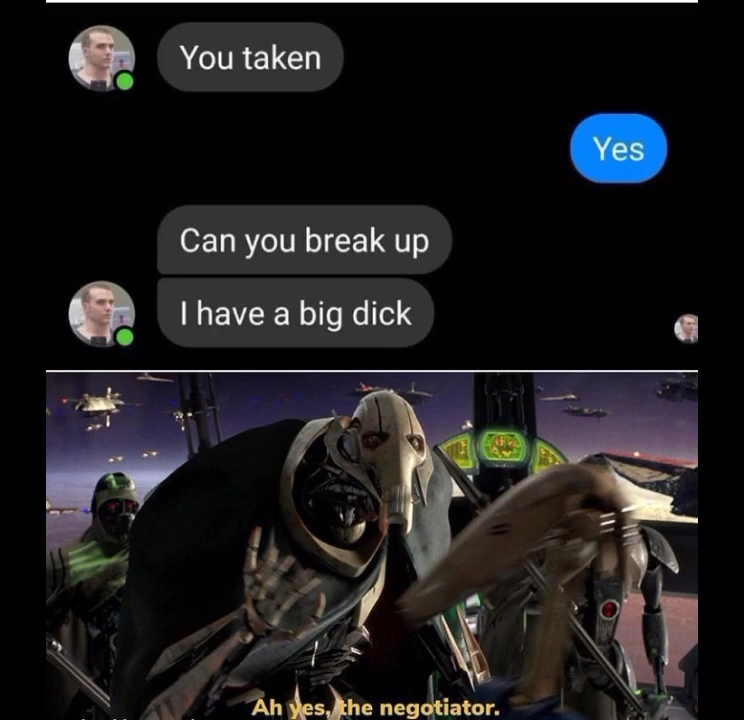 You taken
Yes
Can you break up
I have a big dick
Ah yes, the negotiator.